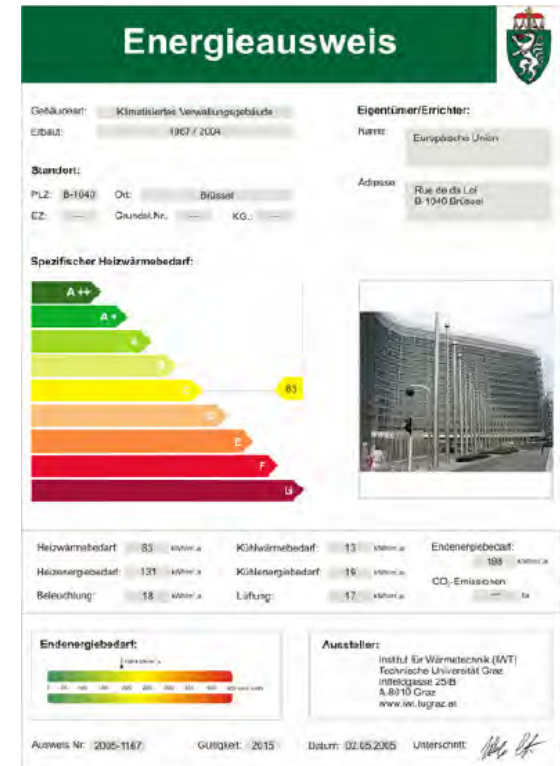 Energieausweis
Gebäudeart: Klimatisiertes Verwaltungsgebäude
Erbaut: 1967 / 2004
Eigentümer/Errichter:
Name: Europäische Union
Standort:
PLZ: B-1040 Ort: Brüssel
EZ: --- Grundst.Nr. --- KG.: ---
Adresse: Rue de la Loi
B-1040 Brüssel
Spezifischer Heizwärmebedarf:
A ++
A +
A
B
C 83
D
E
F
G
Heizwärmebedarf: 83 kWh/m².a Kühlwärmebedarf: 13 kWh/m².a Endenergiebedarf:
kWh/m².a
Heizenergiebedarf: 131 kWh/m².a Kühlenergiebedarf: 19 kWh/m².a
CO₂-Emissionen:
Beleuchtung: 18 kWh/m².a Lüftung: 17 kWh/m².a --- t/a
Endenergiebedarf:
Aussteller:
Institut für Wärmetechnik (IWT)
Technische Universität Graz
Inffeldgasse 25/B
A-8010 Graz
www.iwt.tugraz.at
Ausweis Nr: 2005-1167 Gültigkeit: 2015 Datum: 02.05.2005 Unterschrift: